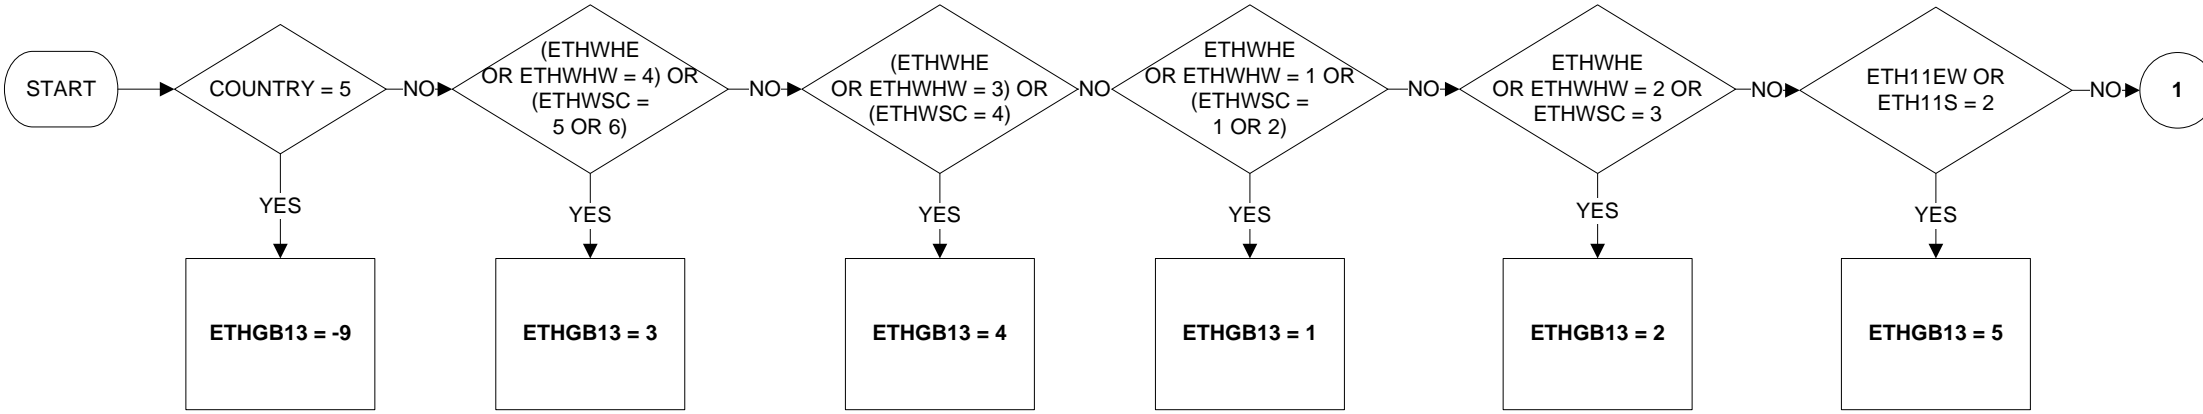 START
COUNTRY = 5
NO
(ETHWHE
OR ETHWHW = 4) OR
(ETHWSC =
5 OR 6)
NO
(ETHWHE
OR ETHWHW = 3) OR
(ETHWSC = 4)
NO
ETHWHE
OR ETHWHW = 1 OR
(ETHWSC =
1 OR 2)
NO
ETHWHE
OR ETHWHW = 2 OR
ETHWSC = 3
NO
ETH11EW OR
ETH11S = 2
NO
1
YES
YES
YES
YES
YES
YES
ETHGB13 = -9
ETHGB13 = 3
ETHGB13 = 4
ETHGB13 = 1
ETHGB13 = 2
ETHGB13 = 5